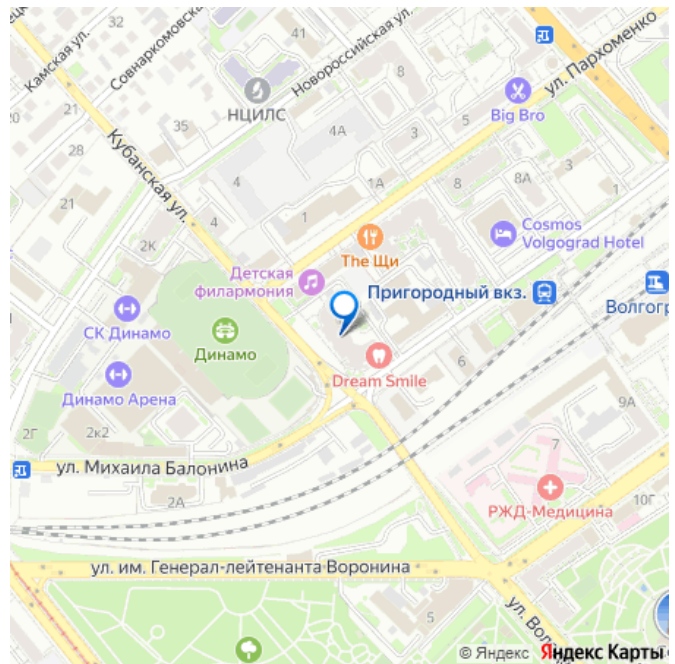 Камская ул.
Совнаркомовская
41
Новороссийская ул.
ул. Пархоменко
8
НЦИЛС
Big Bro
21
35
4А
3
5
28
Кубанская ул.
4
1А
8
8А
3
1
21
4
1
2К
The Щи
Cosmos
Volgograd Hotel
Детская
филармония
Пригородный вкз.
Волгогр
СК Динамо
Динамо
Dream Smile
6
Динамо Арена
9А
2Г
2к2
7
ул. Михаила Балонина
2А
РЖД-Медицина
10Г
ул. им. Генерал-лейтенанта Воронина
5
ул. Вол
© Яндекс Яндекс Карты